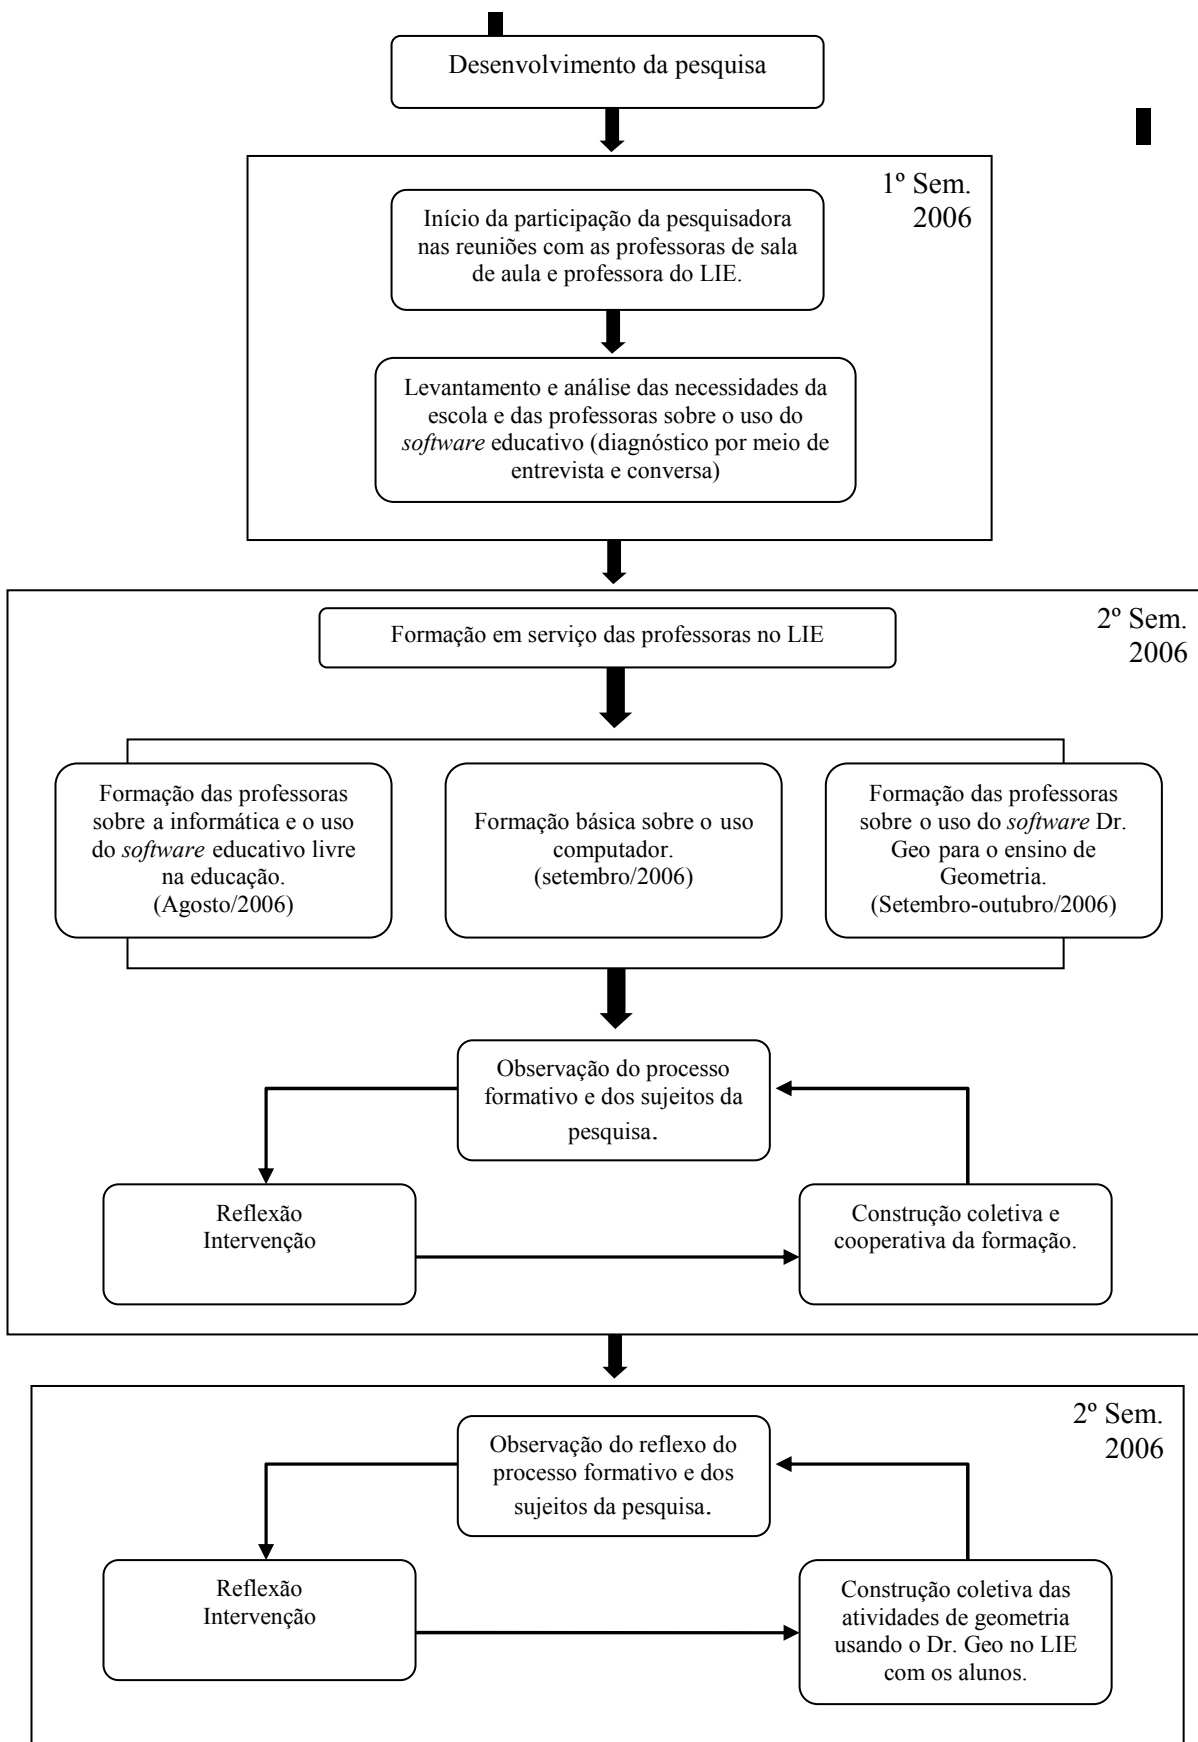 Desenvolvimento da pesquisa
1º Sem.
2006
Início da participação da pesquisadora
nas reuniões com as professoras de sala
de aula e professora do LIE.
Levantamento e análise das necessidades da
escola e das professoras sobre o uso do
software educativo (diagnóstico por meio de
entrevista e conversa)
2º Sem.
2006
Formação em serviço das professoras no LIE
Formação das professoras
sobre a informática e o uso
do software educativo livre
na educação.
(Agosto/2006)
Formação básica sobre o uso
computador.
(setembro/2006)
Formação das professoras
sobre o uso do software Dr.
Geo para o ensino de
Geometria.
(Setembro-outubro/2006)
Observação do processo
formativo e dos sujeitos da
pesquisa.
Reflexão
Intervenção
Construção coletiva e
cooperativa da formação.
2º Sem.
2006
Observação do reflexo do
processo formativo e dos
sujeitos da pesquisa.
Reflexão
Intervenção
Construção coletiva das
atividades de geometria
usando o Dr. Geo no LIE
com os alunos.